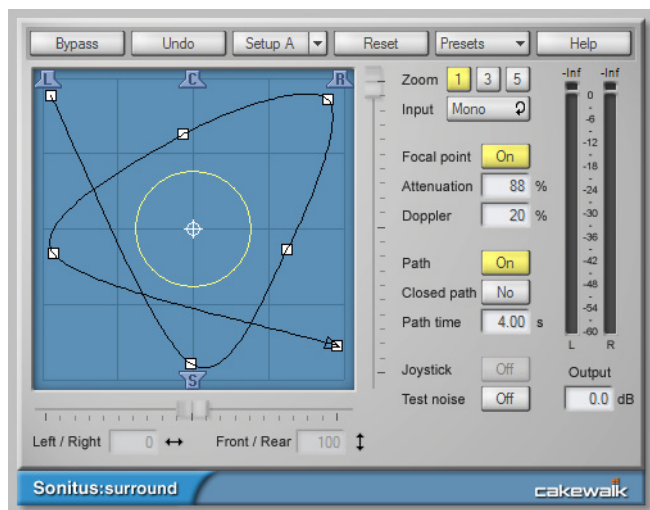 Bypass Undo Setup A Reset Presets Help
L C R
S
Zoom 1 3 5
Input Mono
Focal point On
Attenuation 88 %
Doppler 20 %
Path On
Closed path No
Path time 4.00 s
Joystick Off
Test noise Off
-Inf -Inf
0
-6
-12
-18
-24
-30
-36
-42
-48
-54
-60
L R
Output
0.0 dB
Left / Right 0 Front / Rear 100
Sonitus:surround cakewalk